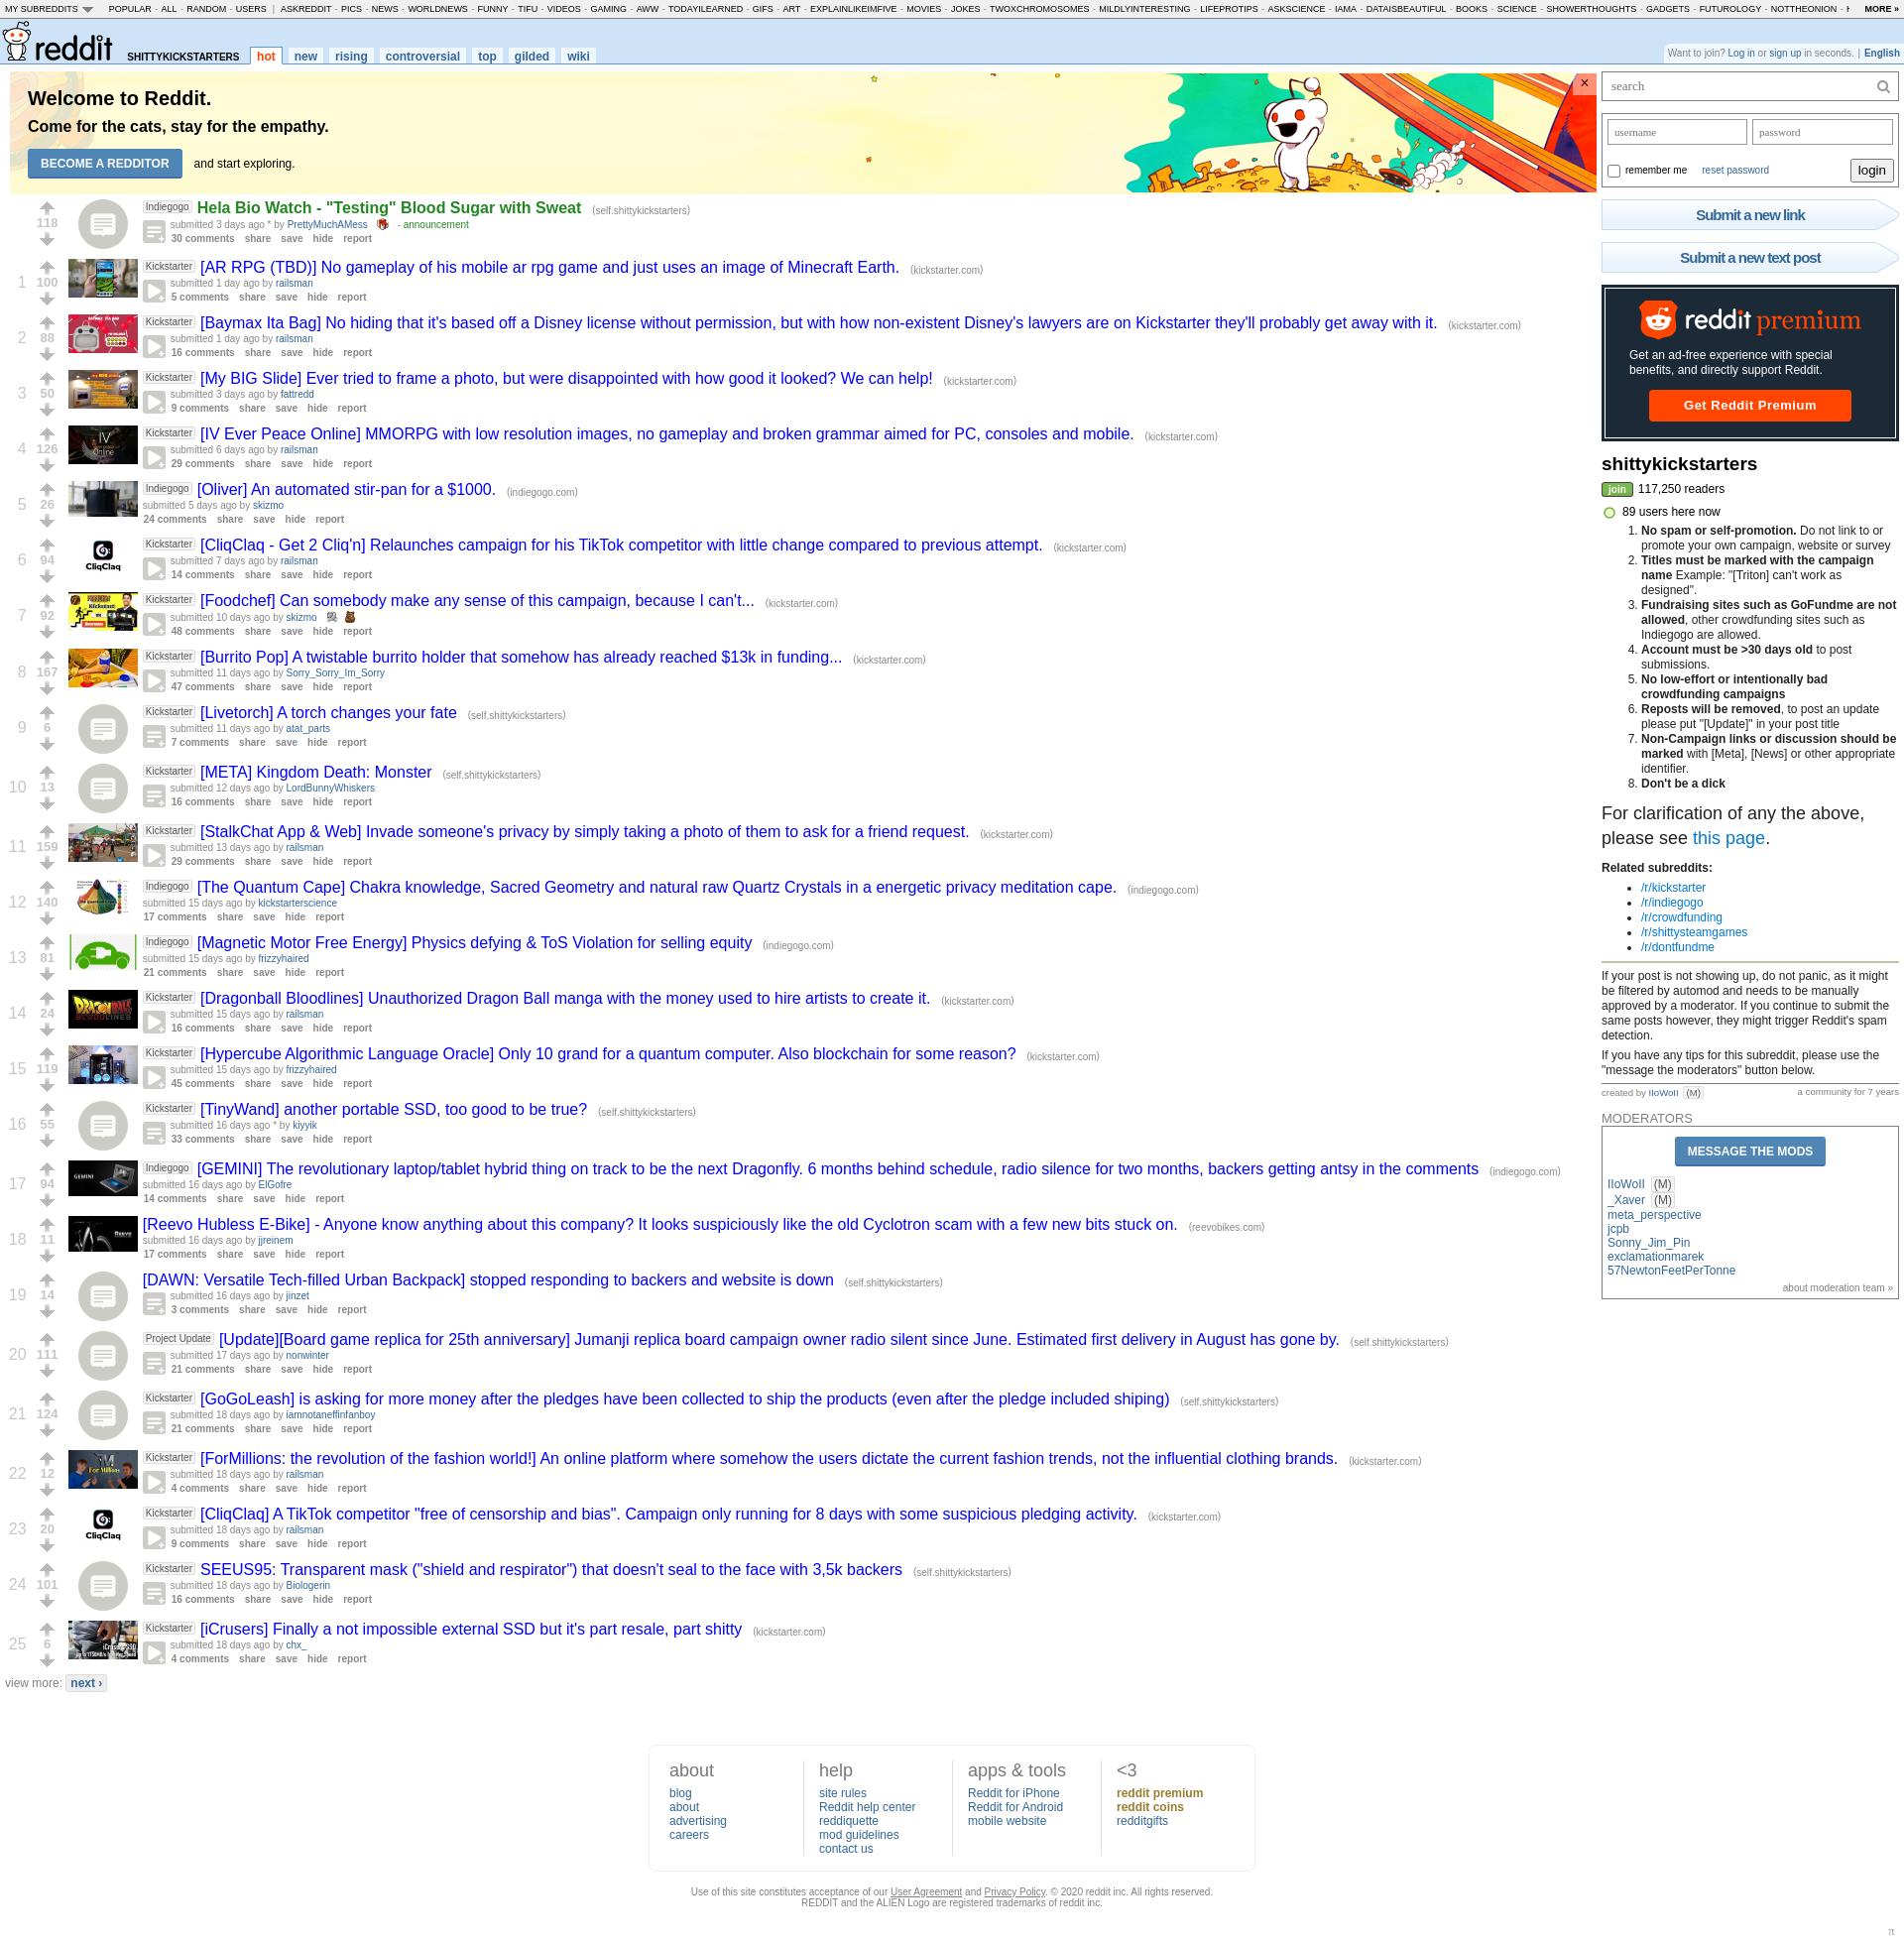 MY SUBREDDITS POPULAR - ALL - RANDOM - USERS | ASKREDDIT - PICS - NEWS - WORLDNEWS - FUNNY - TIFU - VIDEOS - GAMING - AWW - TODAYILEARNED - GIFS - ART - EXPLAINLIKEIMFIVE - MOVIES - JOKES - TWOXCHROMOSOMES - MILDLYINTERESTING - LIFEPROTIPS - ASKSCIENCE - IAMA - DATAISBEAUTIFUL - BOOKS - SCIENCE - SHOWERTHOUGHTS - GADGETS - FUTUROLOGY - NOTTHEONION - MORE »
reddit SHITTYKICKSTARTERS hot new rising controversial top gilded wiki
Want to join? Log in or sign up in seconds. | English
Welcome to Reddit.
Come for the cats, stay for the empathy.
BECOME A REDDITOR and start exploring.
×
118
Indiegogo Hela Bio Watch - "Testing" Blood Sugar with Sweat (self.shittykickstarters)
submitted 3 days ago * by PrettyMuchAMess - announcement
30 comments share save hide report
1 100
Kickstarter [AR RPG (TBD)] No gameplay of his mobile ar rpg game and just uses an image of Minecraft Earth. (kickstarter.com)
submitted 1 day ago by railsman
5 comments share save hide report
2 88
Kickstarter [Baymax Ita Bag] No hiding that it's based off a Disney license without permission, but with how non-existent Disney's lawyers are on Kickstarter they'll probably get away with it. (kickstarter.com)
submitted 1 day ago by railsman
16 comments share save hide report
3 50
Kickstarter [My BIG Slide] Ever tried to frame a photo, but were disappointed with how good it looked? We can help! (kickstarter.com)
submitted 3 days ago by fattredd
9 comments share save hide report
4 126
IV
Online
Kickstarter [IV Ever Peace Online] MMORPG with low resolution images, no gameplay and broken grammar aimed for PC, consoles and mobile. (kickstarter.com)
submitted 6 days ago by railsman
29 comments share save hide report
5 26
Indiegogo [Oliver] An automated stir-pan for a $1000. (indiegogo.com)
submitted 5 days ago by skizmo
24 comments share save hide report
6 94
CliqClaq
Kickstarter [CliqClaq - Get 2 Cliq'n] Relaunches campaign for his TikTok competitor with little change compared to previous attempt. (kickstarter.com)
submitted 7 days ago by railsman
14 comments share save hide report
7 92
Kickstarter [Foodchef] Can somebody make any sense of this campaign, because I can't... (kickstarter.com)
submitted 10 days ago by skizmo
48 comments share save hide report
8 167
Kickstarter [Burrito Pop] A twistable burrito holder that somehow has already reached $13k in funding... (kickstarter.com)
submitted 11 days ago by Sorry_Sorry_Im_Sorry
47 comments share save hide report
9 6
Kickstarter [Livetorch] A torch changes your fate (self.shittykickstarters)
submitted 11 days ago by atat_parts
7 comments share save hide report
10 13
Kickstarter [META] Kingdom Death: Monster (self.shittykickstarters)
submitted 12 days ago by LordBunnyWhiskers
16 comments share save hide report
11 159
Kickstarter [StalkChat App & Web] Invade someone's privacy by simply taking a photo of them to ask for a friend request. (kickstarter.com)
submitted 13 days ago by railsman
29 comments share save hide report
12 140
Indiegogo [The Quantum Cape] Chakra knowledge, Sacred Geometry and natural raw Quartz Crystals in a energetic privacy meditation cape. (indiegogo.com)
submitted 15 days ago by kickstarterscience
17 comments share save hide report
13 81
Indiegogo [Magnetic Motor Free Energy] Physics defying & ToS Violation for selling equity (indiegogo.com)
submitted 15 days ago by frizzyhaired
21 comments share save hide report
14 24
DRAGON BALL
BLOODLINES
Kickstarter [Dragonball Bloodlines] Unauthorized Dragon Ball manga with the money used to hire artists to create it. (kickstarter.com)
submitted 15 days ago by railsman
16 comments share save hide report
15 119
Kickstarter [Hypercube Algorithmic Language Oracle] Only 10 grand for a quantum computer. Also blockchain for some reason? (kickstarter.com)
submitted 15 days ago by frizzyhaired
45 comments share save hide report
16 55
Kickstarter [TinyWand] another portable SSD, too good to be true? (self.shittykickstarters)
submitted 16 days ago * by kiyyik
33 comments share save hide report
17 94
GEMINI
Indiegogo [GEMINI] The revolutionary laptop/tablet hybrid thing on track to be the next Dragonfly. 6 months behind schedule, radio silence for two months, backers getting antsy in the comments (indiegogo.com)
submitted 16 days ago by ElGofre
14 comments share save hide report
18 11
Reevo
[Reevo Hubless E-Bike] - Anyone know anything about this company? It looks suspiciously like the old Cyclotron scam with a few new bits stuck on. (reevobikes.com)
submitted 16 days ago by jjreinem
17 comments share save hide report
19 14
[DAWN: Versatile Tech-filled Urban Backpack] stopped responding to backers and website is down (self.shittykickstarters)
submitted 16 days ago by jinzet
3 comments share save hide report
20 111
Project Update [Update][Board game replica for 25th anniversary] Jumanji replica board campaign owner radio silent since June. Estimated first delivery in August has gone by. (self.shittykickstarters)
submitted 17 days ago by nonwinter
21 comments share save hide report
21 124
Kickstarter [GoGoLeash] is asking for more money after the pledges have been collected to ship the products (even after the pledge included shiping) (self.shittykickstarters)
submitted 18 days ago by iamnotaneffinfanboy
21 comments share save hide report
22 12
For Millions
Kickstarter [ForMillions: the revolution of the fashion world!] An online platform where somehow the users dictate the current fashion trends, not the influential clothing brands. (kickstarter.com)
submitted 18 days ago by railsman
4 comments share save hide report
23 20
CliqClaq
Kickstarter [CliqClaq] A TikTok competitor "free of censorship and bias". Campaign only running for 8 days with some suspicious pledging activity. (kickstarter.com)
submitted 18 days ago by railsman
9 comments share save hide report
24 101
Kickstarter SEEUS95: Transparent mask ("shield and respirator") that doesn't seal to the face with 3,5k backers (self.shittykickstarters)
submitted 18 days ago by Biologerin
16 comments share save hide report
25 6
Kickstarter [iCrusers] Finally a not impossible external SSD but it's part resale, part shitty (kickstarter.com)
submitted 18 days ago by chx_
4 comments share save hide report
view more: next ›
search
username password
remember me reset password login
Submit a new link
Submit a new text post
reddit premium
Get an ad-free experience with special
benefits, and directly support Reddit.
Get Reddit Premium
shittykickstarters
join 117,250 readers
89 users here now
1. No spam or self-promotion. Do not link to or
promote your own campaign, website or survey
2. Titles must be marked with the campaign
name Example: "[Triton] can't work as
designed".
3. Fundraising sites such as GoFundme are not
allowed, other crowdfunding sites such as
Indiegogo are allowed.
4. Account must be >30 days old to post
submissions.
5. No low-effort or intentionally bad
crowdfunding campaigns
6. Reposts will be removed, to post an update
please put "[Update]" in your post title
7. Non-Campaign links or discussion should be
marked with [Meta], [News] or other appropriate
identifier.
8. Don't be a dick
For clarification of any the above,
please see this page.
Related subreddits:
/r/kickstarter
/r/indiegogo
/r/crowdfunding
/r/shittysteamgames
/r/dontfundme
If your post is not showing up, do not panic, as it might
be filtered by automod and needs to be manually
approved by a moderator. If you continue to submit the
same posts however, they might trigger Reddit's spam
detection.
If you have any tips for this subreddit, please use the
"message the moderators" button below.
created by IIoWoII (M) a community for 7 years
MODERATORS
MESSAGE THE MODS
IIoWoII (M)
_Xaver (M)
meta_perspective
jcpb
Sonny_Jim_Pin
exclamationmarek
57NewtonFeetPerTonne
about moderation team »
about
blog
about
advertising
careers
help
site rules
Reddit help center
reddiquette
mod guidelines
contact us
apps & tools
Reddit for iPhone
Reddit for Android
mobile website
<3
reddit premium
reddit coins
redditgifts
Use of this site constitutes acceptance of our User Agreement and Privacy Policy. © 2020 reddit inc. All rights reserved.
REDDIT and the ALIEN Logo are registered trademarks of reddit inc.
π